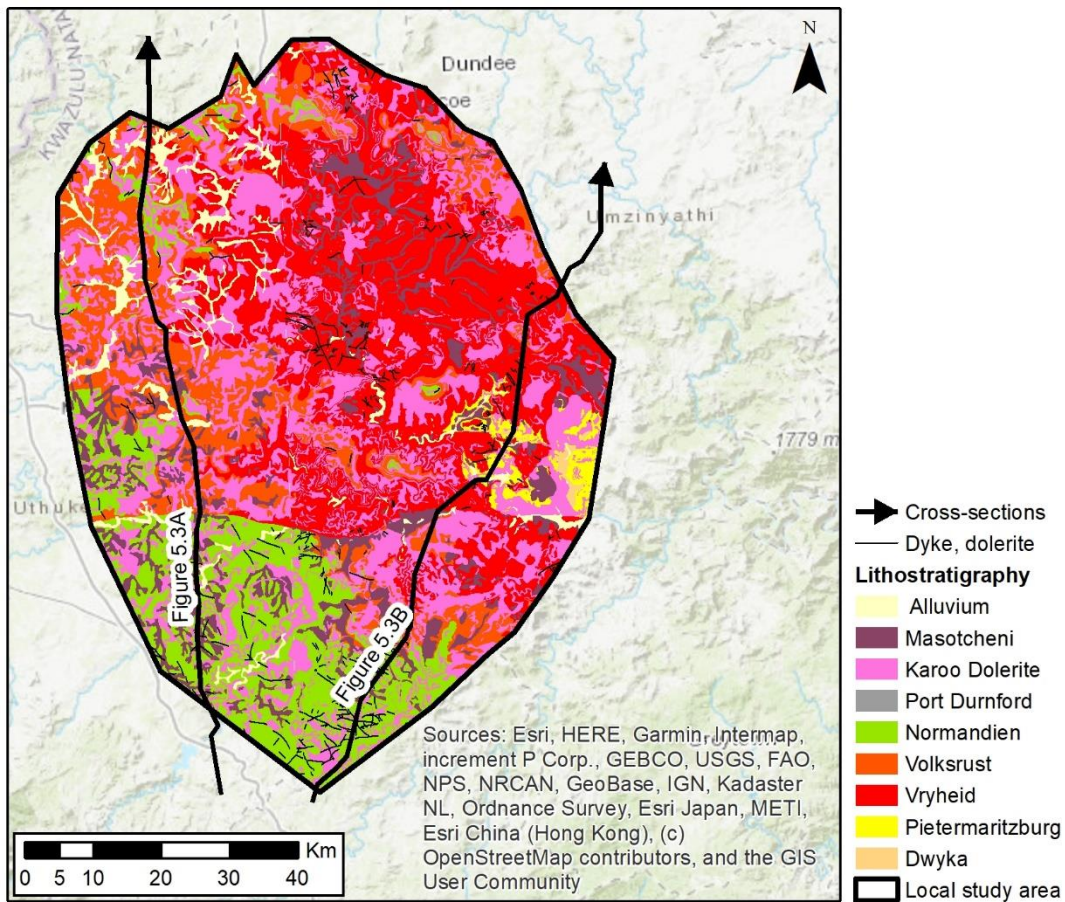 N
Dundee
coe
KWAZULU-NATA
Umzinyathi
1779 m
Uthuke
Figure 5.3A
Figure 5.3B
Sources: Esri, HERE, Garmin, Intermap,
increment P Corp., GEBCO, USGS, FAO,
NPS, NRCAN, GeoBase, IGN, Kadaster
NL, Ordnance Survey, Esri Japan, METI,
Esri China (Hong Kong), (c)
OpenStreetMap contributors, and the GIS
User Community
Km
0 5 10 20 30 40
Cross-sections
Dyke, dolerite
Lithostratigraphy
Alluvium
Masotcheni
Karoo Dolerite
Port Durnford
Normandien
Volksrust
Vryheid
Pietermaritzburg
Dwyka
Local study area